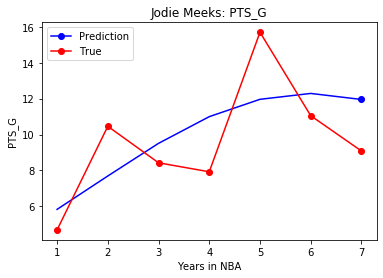 Jodie Meeks: PTS_G
Prediction
True
16
14
12
10
8
6
PTS_G
1 2 3 4 5 6 7
Years in NBA